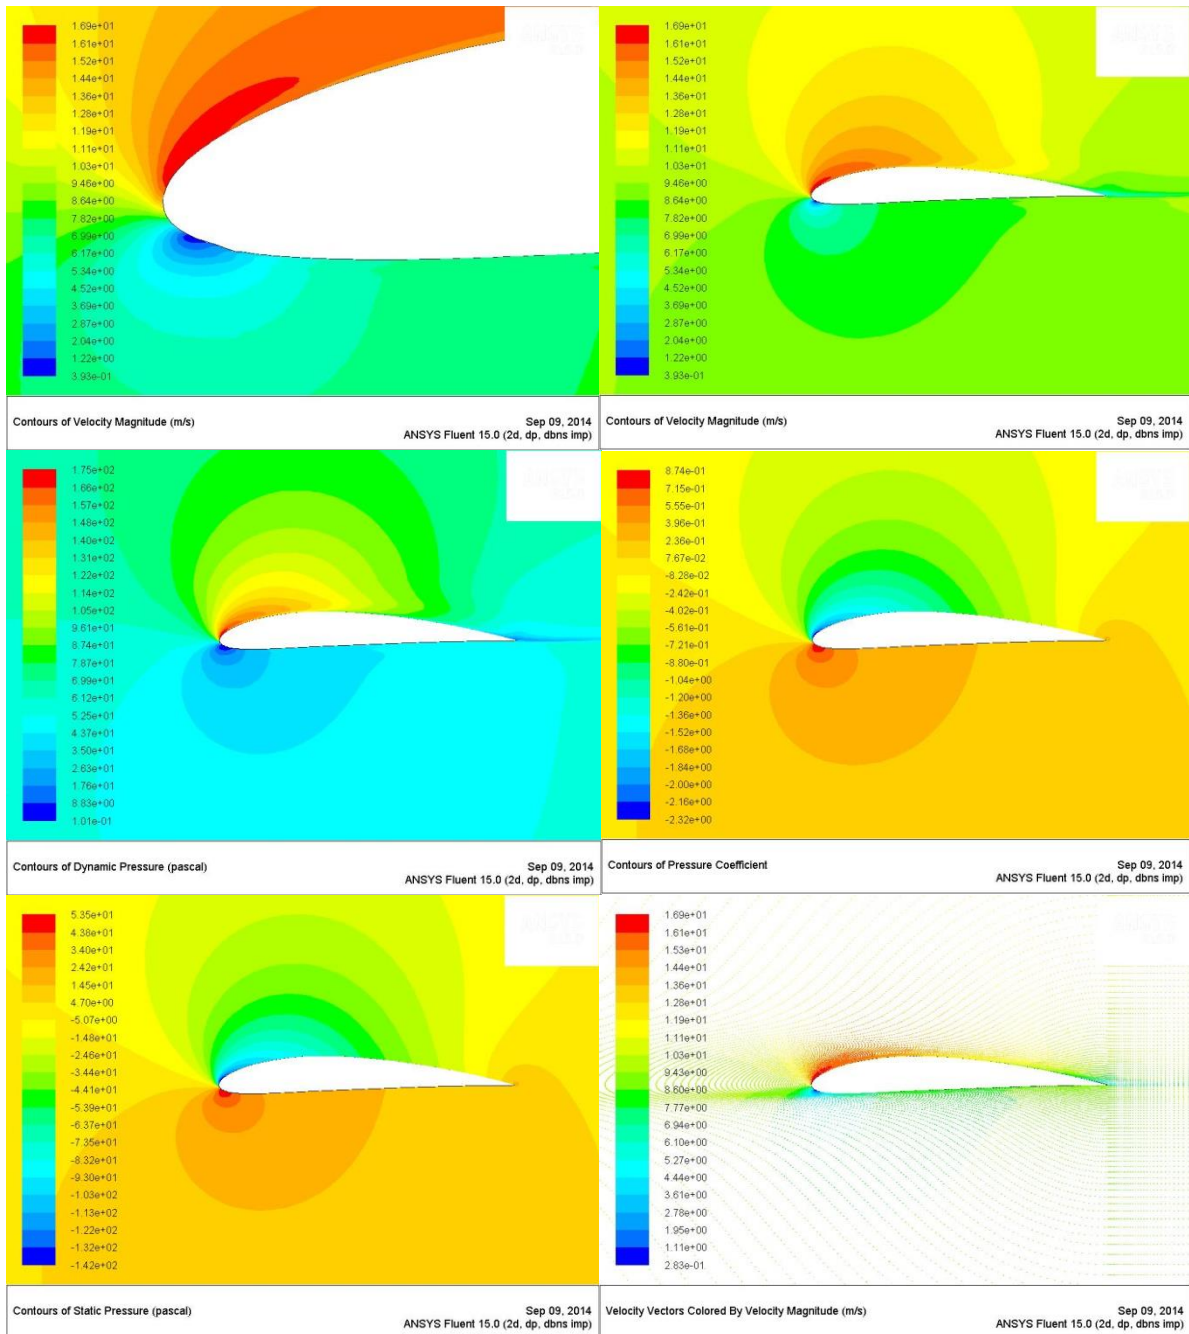 1.69e+01
1.61e+01
1.52e+01
1.44e+01
1.36e+01
1.28e+01
1.19e+01
1.11e+01
1.03e+01
9.46e+00
8.64e+00
7.82e+00
6.99e+00
6.17e+00
5.34e+00
4.52e+00
3.69e+00
2.87e+00
2.04e+00
1.22e+00
3.93e-01
Contours of Velocity Magnitude (m/s)
Sep 09, 2014
ANSYS Fluent 15.0 (2d, dp, dbns imp)
1.69e+01
1.61e+01
1.52e+01
1.44e+01
1.36e+01
1.28e+01
1.19e+01
1.11e+01
1.03e+01
9.46e+00
8.64e+00
7.82e+00
6.99e+00
6.17e+00
5.34e+00
4.52e+00
3.69e+00
2.87e+00
2.04e+00
1.22e+00
3.93e-01
Contours of Velocity Magnitude (m/s)
Sep 09, 2014
ANSYS Fluent 15.0 (2d, dp, dbns imp)
1.75e+02
1.66e+02
1.57e+02
1.48e+02
1.40e+02
1.31e+02
1.22e+02
1.14e+02
1.05e+02
9.61e+01
8.74e+01
7.87e+01
6.99e+01
6.12e+01
5.25e+01
4.37e+01
3.50e+01
2.63e+01
1.76e+01
8.83e+00
1.01e-01
Contours of Dynamic Pressure (pascal)
Sep 09, 2014
ANSYS Fluent 15.0 (2d, dp, dbns imp)
8.74e-01
7.15e-01
5.55e-01
3.96e-01
2.36e-01
7.67e-02
-8.28e-02
-2.42e-01
-4.02e-01
-5.61e-01
-7.21e-01
-8.80e-01
-1.04e+00
-1.20e+00
-1.36e+00
-1.52e+00
-1.68e+00
-1.84e+00
-2.00e+00
-2.16e+00
-2.32e+00
Contours of Pressure Coefficient
Sep 09, 2014
ANSYS Fluent 15.0 (2d, dp, dbns imp)
5.35e+01
4.38e+01
3.40e+01
2.42e+01
1.45e+01
4.70e+00
-5.07e+00
-1.48e+01
-2.46e+01
-3.44e+01
-4.41e+01
-5.39e+01
-6.37e+01
-7.35e+01
-8.32e+01
-9.30e+01
-1.03e+02
-1.13e+02
-1.22e+02
-1.32e+02
-1.42e+02
Contours of Static Pressure (pascal)
Sep 09, 2014
ANSYS Fluent 15.0 (2d, dp, dbns imp)
1.69e+01
1.61e+01
1.53e+01
1.44e+01
1.36e+01
1.28e+01
1.19e+01
1.11e+01
1.03e+01
9.43e+00
8.60e+00
7.77e+00
6.94e+00
6.10e+00
5.27e+00
4.44e+00
3.61e+00
2.78e+00
1.95e+00
1.11e+00
2.83e-01
Velocity Vectors Colored By Velocity Magnitude (m/s)
Sep 09, 2014
ANSYS Fluent 15.0 (2d, dp, dbns imp)